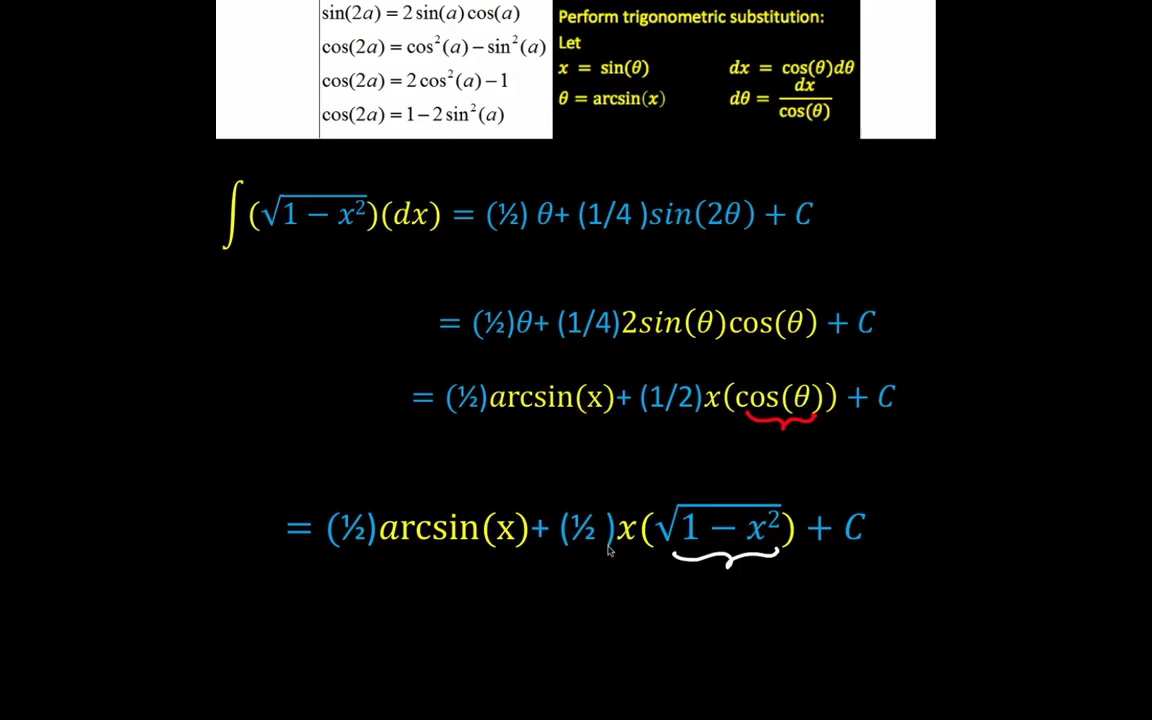 sin(2a) = 2 sin(a) cos(a)
cos(2a) = cos²(a) − sin²(a)
cos(2a) = 2 cos²(a) − 1
cos(2a) = 1 − 2 sin²(a)
Perform trigonometric substitution:
Let
x = sin(θ) dx = cos(θ)dθ
θ = arcsin(x) dθ = dx/cos(θ)
∫(√1 − x²)(dx) = (½) θ+ (1/4 )sin(2θ) + C
= (½)θ+ (1/4)2sin(θ)cos(θ) + C
= (½)arcsin(x)+ (1/2)x(cos(θ)) + C
= (½)arcsin(x)+ (½ )x(√1 − x²) + C